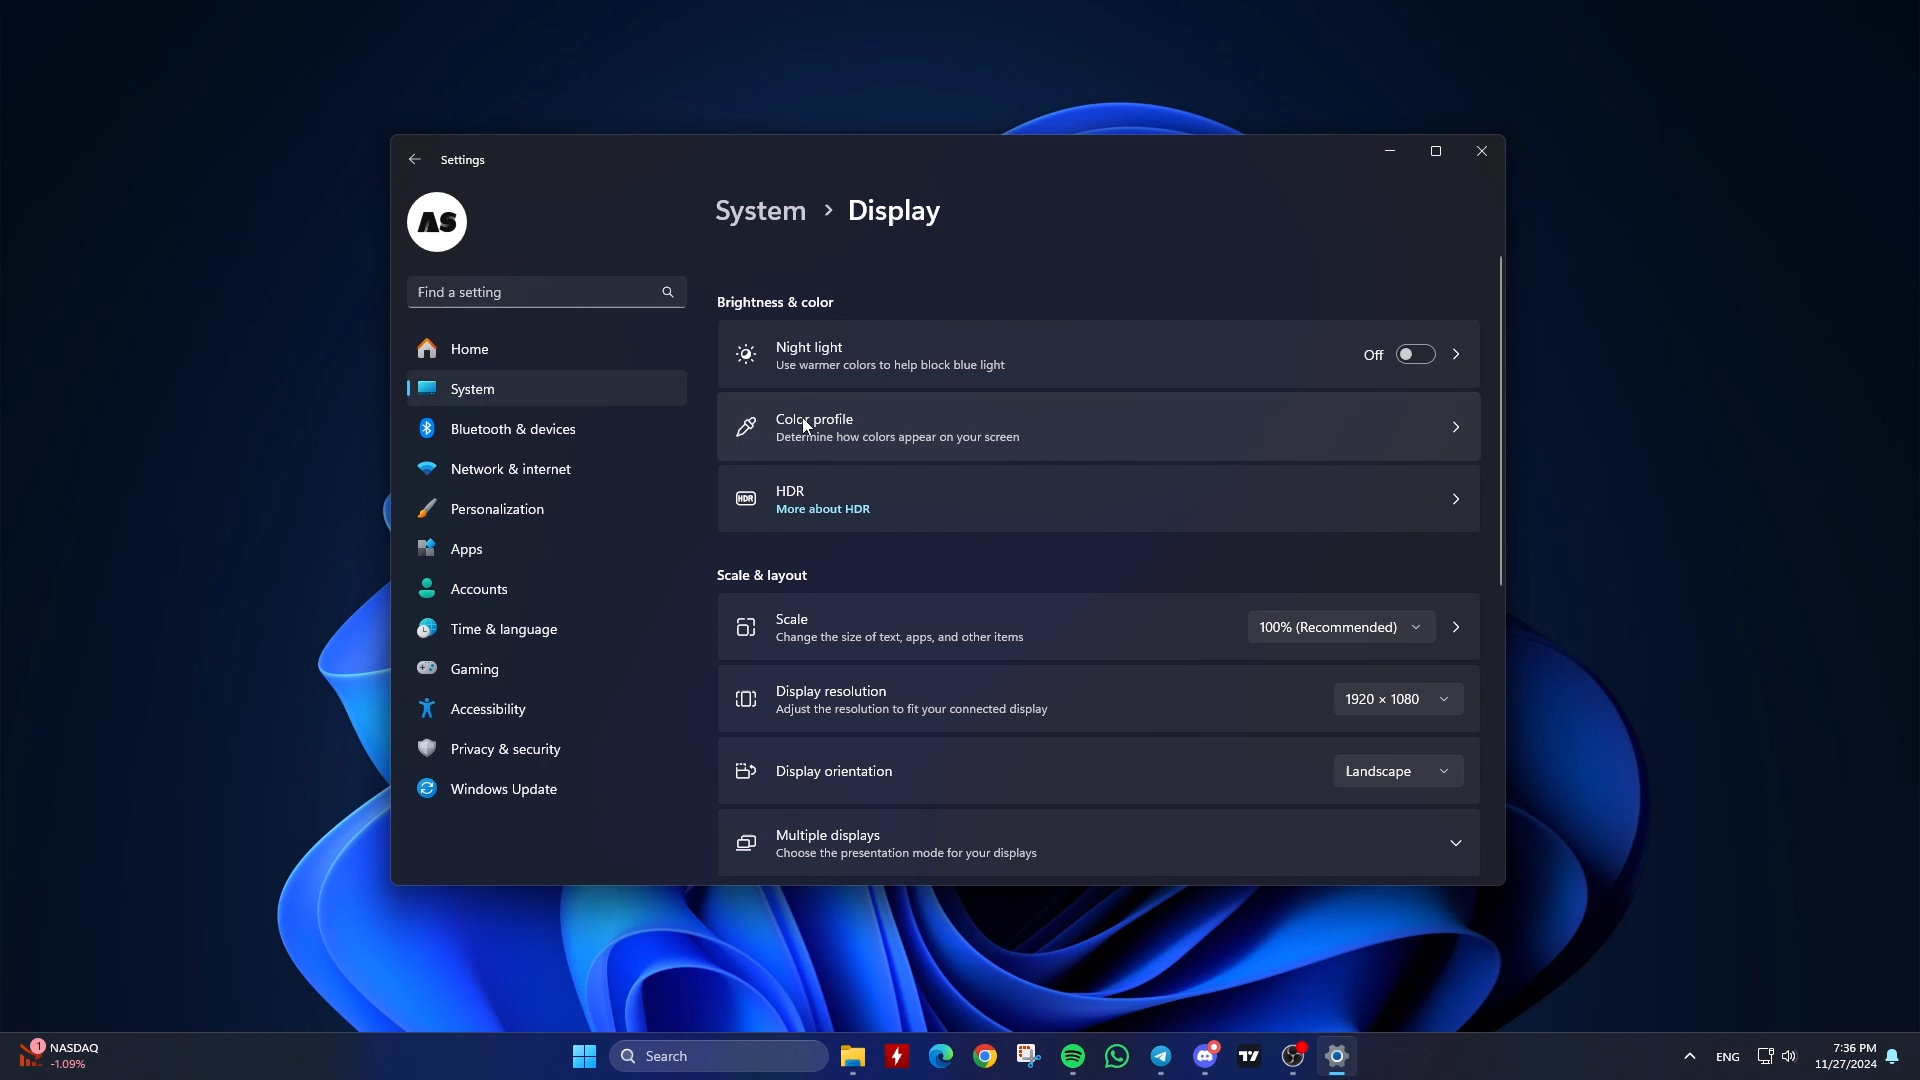 Settings
AS
System > Display
Find a setting
Home
System
Bluetooth & devices
Network & internet
Personalization
Apps
Accounts
Time & language
Gaming
Accessibility
Privacy & security
Windows Update
Brightness & color
Night light
Use warmer colors to help block blue light
Off
Color profile
Determine how colors appear on your screen
HDR
HDR
More about HDR
Scale & layout
Scale
Change the size of text, apps, and other items
100% (Recommended)
Display resolution
Adjust the resolution to fit your connected display
1920 × 1080
Display orientation
Landscape
Multiple displays
Choose the presentation mode for your displays
1
NASDAQ
-1.09%
Search
ENG
7:36 PM
11/27/2024